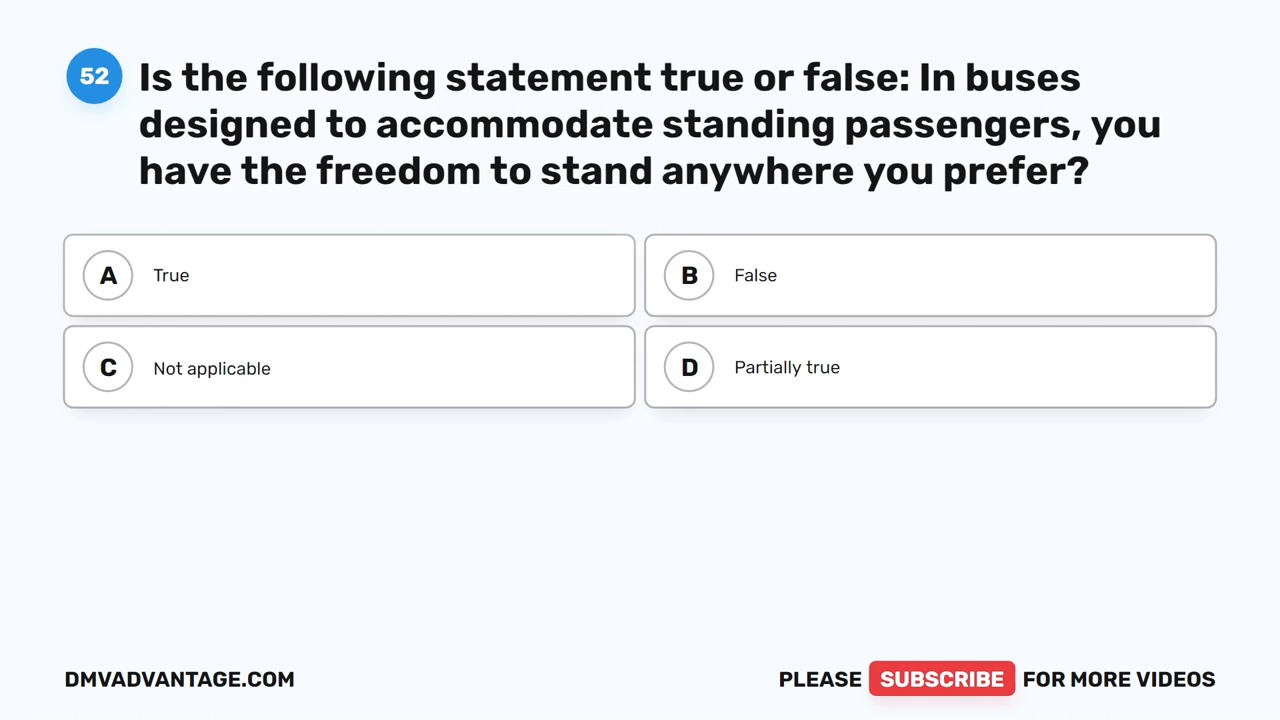 52
Is the following statement true or false: In buses
designed to accommodate standing passengers, you
have the freedom to stand anywhere you prefer?
A True
B False
C Not applicable
D Partially true
DMVADVANTAGE.COM
PLEASE SUBSCRIBE FOR MORE VIDEOS